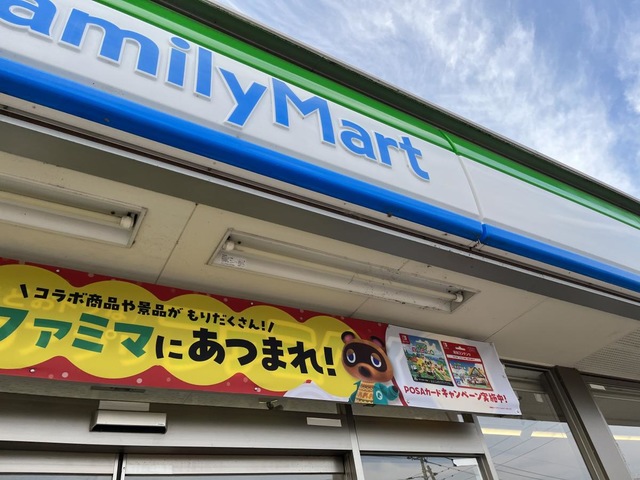 amilyMart
\コラボ商品や景品が もりだくさん!/
ファミマにあつまれ!
POSAカードキャンペーン実施中!